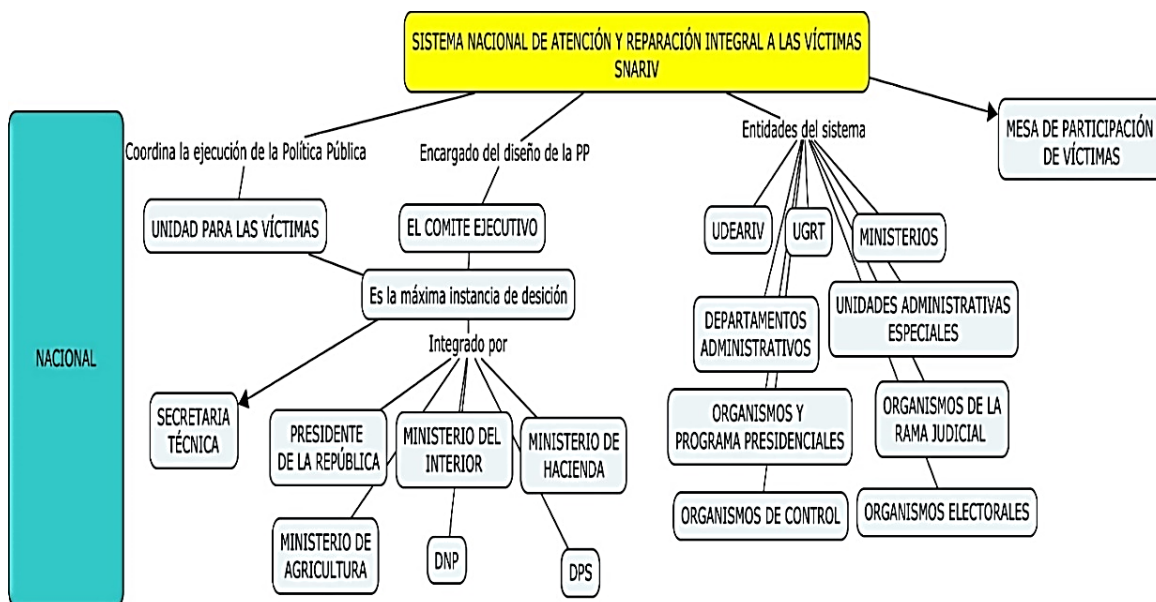 SISTEMA NACIONAL DE ATENCIÓN Y REPARACIÓN INTEGRAL A LAS VÍCTIMAS
SNARIV
NACIONAL
Coordina la ejecución de la Política Pública
UNIDAD PARA LAS VÍCTIMAS
Encargado del diseño de la PP
EL COMITE EJECUTIVO
Es la máxima instancia de desición
SECRETARIA
TÉCNICA
Integrado por
PRESIDENTE
DE LA REPÚBLICA
MINISTERIO DEL
INTERIOR
MINISTERIO DE
HACIENDA
MINISTERIO DE
AGRICULTURA
DNP
DPS
Entidades del sistema
UDEARIV
UGRT
MINISTERIOS
DEPARTAMENTOS
ADMINISTRATIVOS
UNIDADES ADMINISTRATIVAS
ESPECIALES
ORGANISMOS Y
PROGRAMA PRESIDENCIALES
ORGANISMOS DE LA
RAMA JUDICIAL
ORGANISMOS DE CONTROL
ORGANISMOS ELECTORALES
MESA DE PARTICIPACIÓN
DE VÍCTIMAS